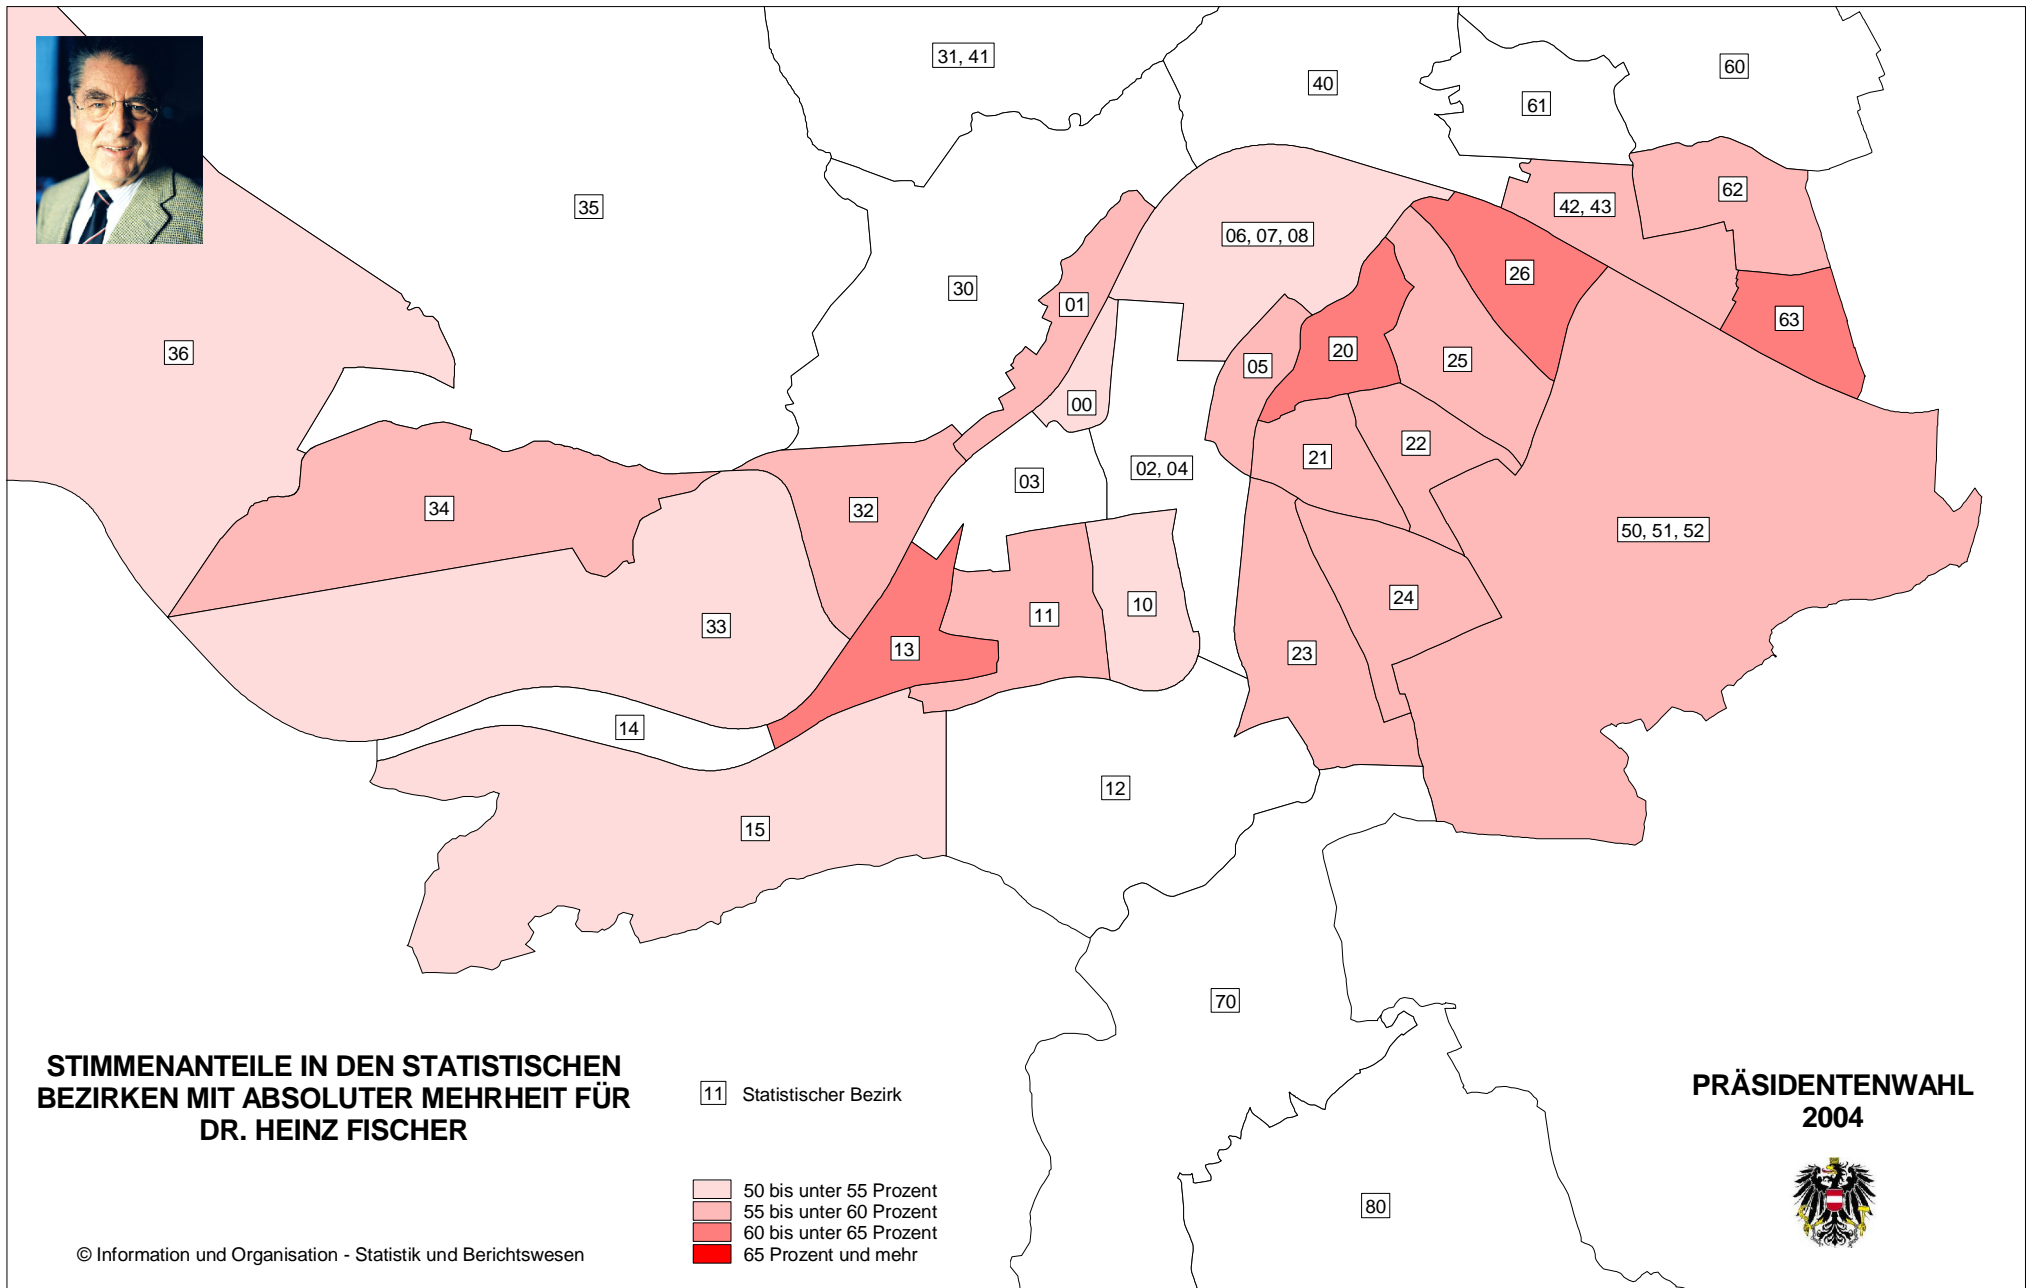 31, 41
40
60
61
35
42, 43
62
06, 07, 08
26
30
01
63
36
20
05
25
00
22
21
02, 04
03
34
32
50, 51, 52
24
10
11
33
13
23
14
12
15
70
80
STIMMENANTEILE IN DEN STATISTISCHEN
BEZIRKEN MIT ABSOLUTER MEHRHEIT FÜR
DR. HEINZ FISCHER
11 Statistischer Bezirk
50 bis unter 55 Prozent
55 bis unter 60 Prozent
60 bis unter 65 Prozent
65 Prozent und mehr
PRÄSIDENTENWAHL
2004
© Information und Organisation - Statistik und Berichtswesen